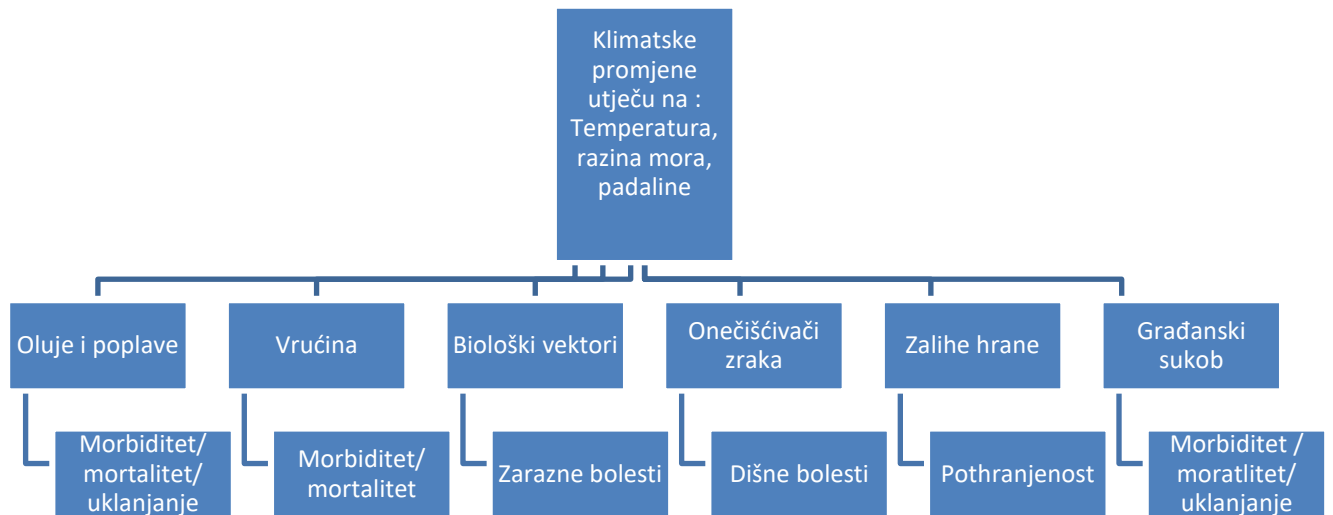 Klimatske
promjene
utječu na :
Temperatura,
razina mora,
padaline
Oluje i poplave
Vrućina
Biološki vektori
Onečišćivači
zraka
Zalihe hrane
Građanski
sukob
Morbiditet/
mortalitet/
uklanjanje
Morbiditet/
mortalitet
Zarazne bolesti
Dišne bolesti
Pothranjenost
Morbiditet /
moratlitet/
uklanjanje